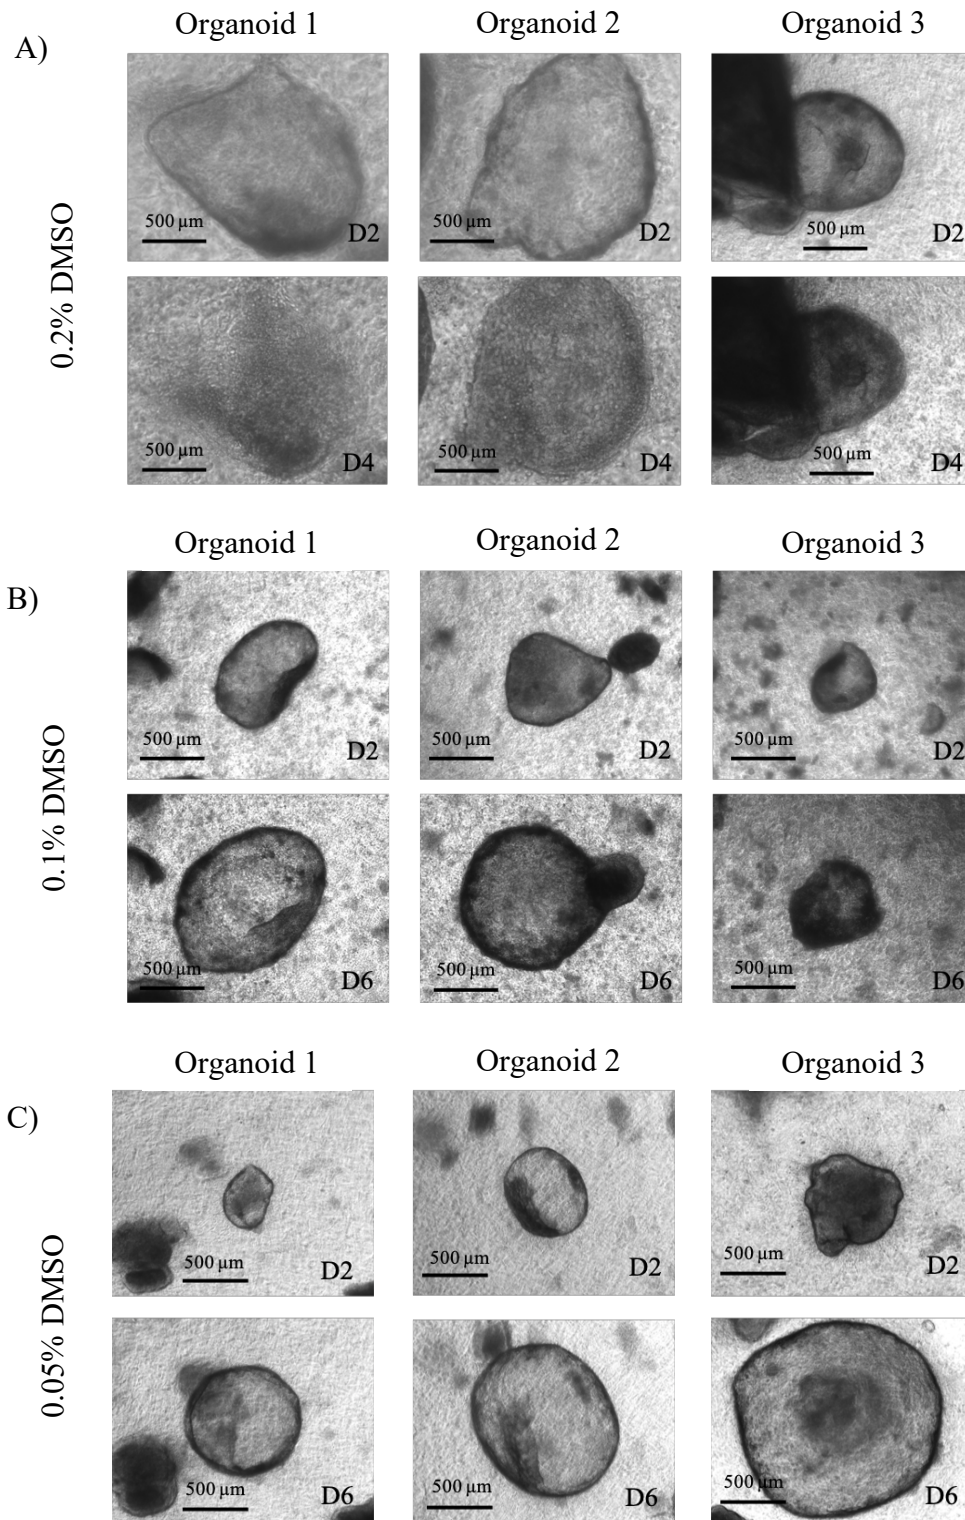 Organoid 1 Organoid 2 Organoid 3
A)
0.2% DMSO
500 µm D2 500 µm D2 500 µm D2
500 µm D4 500 µm D4 500 µm D4
Organoid 1 Organoid 2 Organoid 3
B)
0.1% DMSO
500 µm D2 500 µm D2 500 µm D2
500 µm D6 500 µm D6 500 µm D6
Organoid 1 Organoid 2 Organoid 3
C)
0.05% DMSO
500 µm D2 500 µm D2 500 µm D2
500 µm D6 500 µm D6 500 µm D6